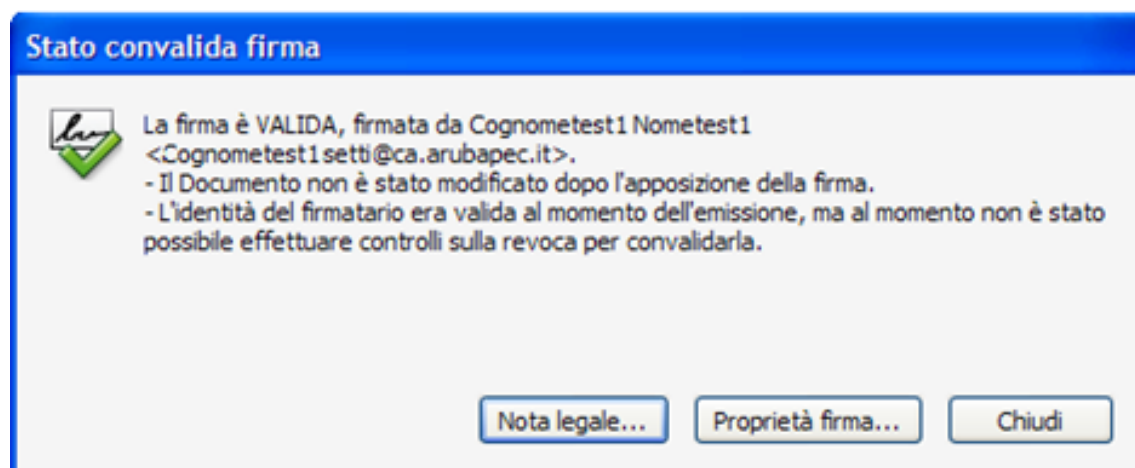 Stato convalida firma
La firma è VALIDA, firmata da Cognometest1 Nometest1
<Cognometest1setti@ca.arubapec.it>.
- Il Documento non è stato modificato dopo l'apposizione della firma.
- L'identità del firmatario era valida al momento dell'emissione, ma al momento non è stato
possibile effettuare controlli sulla revoca per convalidarla.
Nota legale... Proprietà firma... Chiudi